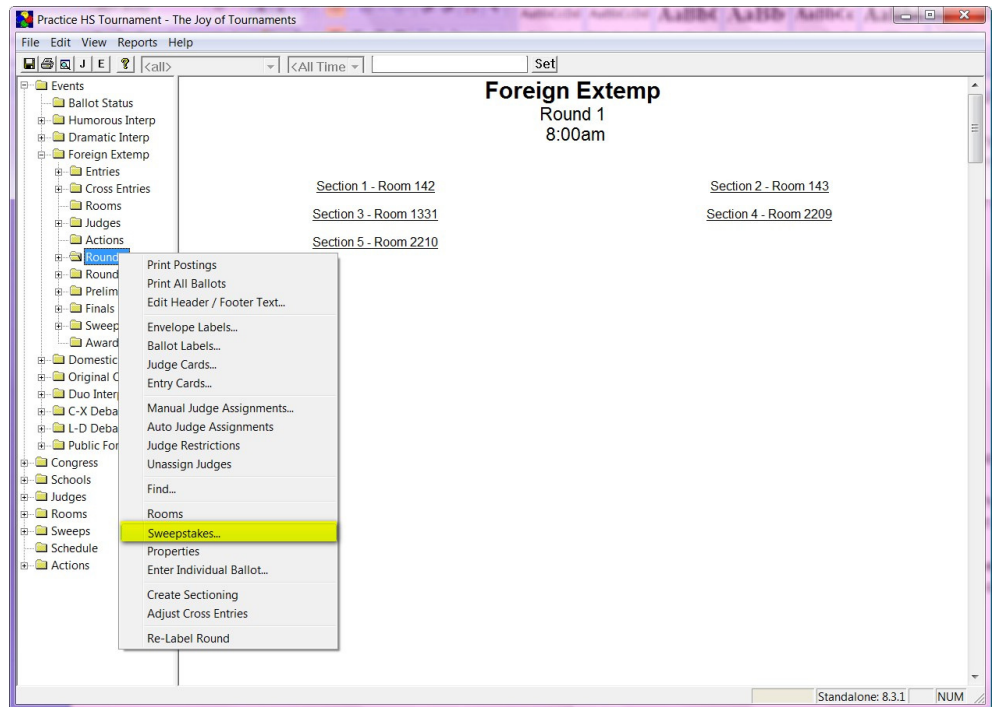 Practice HS Tournament - The Joy of Tournaments
File Edit View Reports Help
J E ? <all> <All Time Set
Events
Ballot Status
Humorous Interp
Dramatic Interp
Foreign Extemp
Entries
Cross Entries
Rooms
Judges
Actions
Round
Round
Prelim
Finals
Sweep
Award
Domestic
Original C
Duo Inter
C-X Deba
L-D Deba
Public For
Congress
Schools
Judges
Rooms
Sweeps
Schedule
Actions
Foreign Extemp
Round 1
8:00am
Section 1 - Room 142
Section 2 - Room 143
Section 3 - Room 1331
Section 4 - Room 2209
Section 5 - Room 2210
Print Postings
Print All Ballots
Edit Header / Footer Text...
Envelope Labels...
Ballot Labels...
Judge Cards...
Entry Cards...
Manual Judge Assignments...
Auto Judge Assignments
Judge Restrictions
Unassign Judges
Find...
Rooms
Sweepstakes...
Properties
Enter Individual Ballot...
Create Sectioning
Adjust Cross Entries
Re-Label Round
Standalone: 8.3.1 NUM